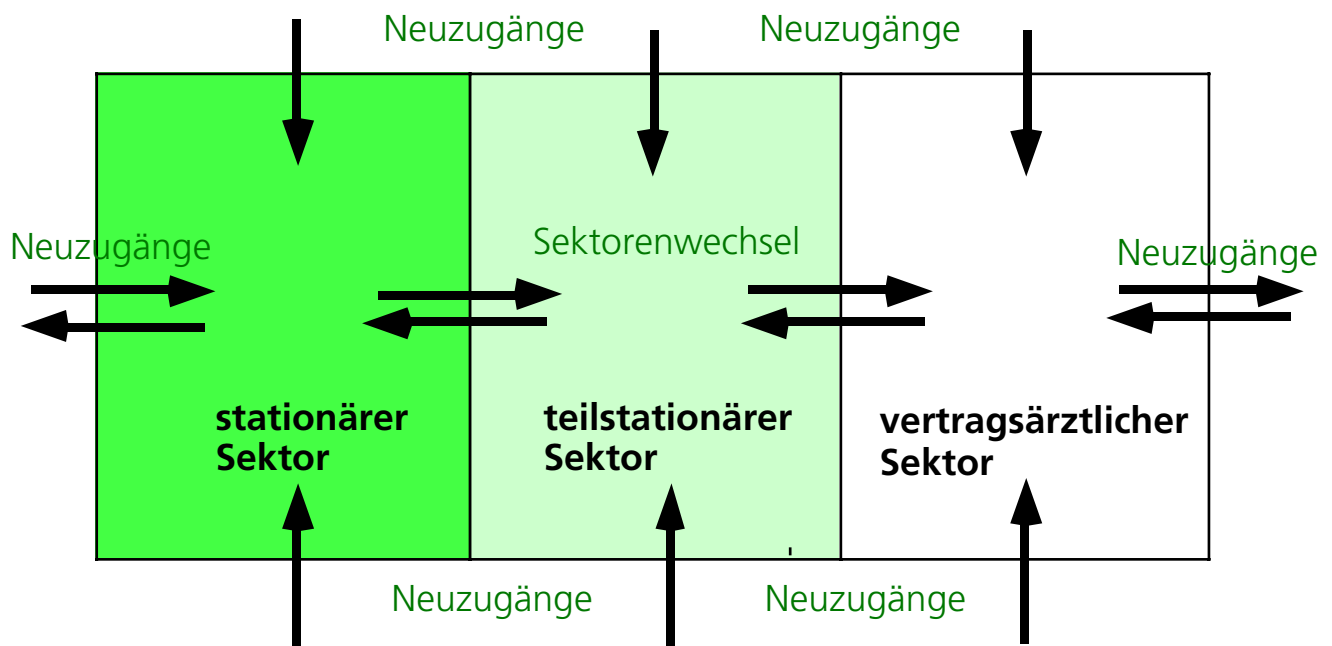 Neuzugänge
Neuzugänge
Neuzugänge
Sektorenwechsel
Neuzugänge
stationärer
Sektor
teilstationärer
Sektor
vertragsärztlicher
Sektor
Neuzugänge
Neuzugänge